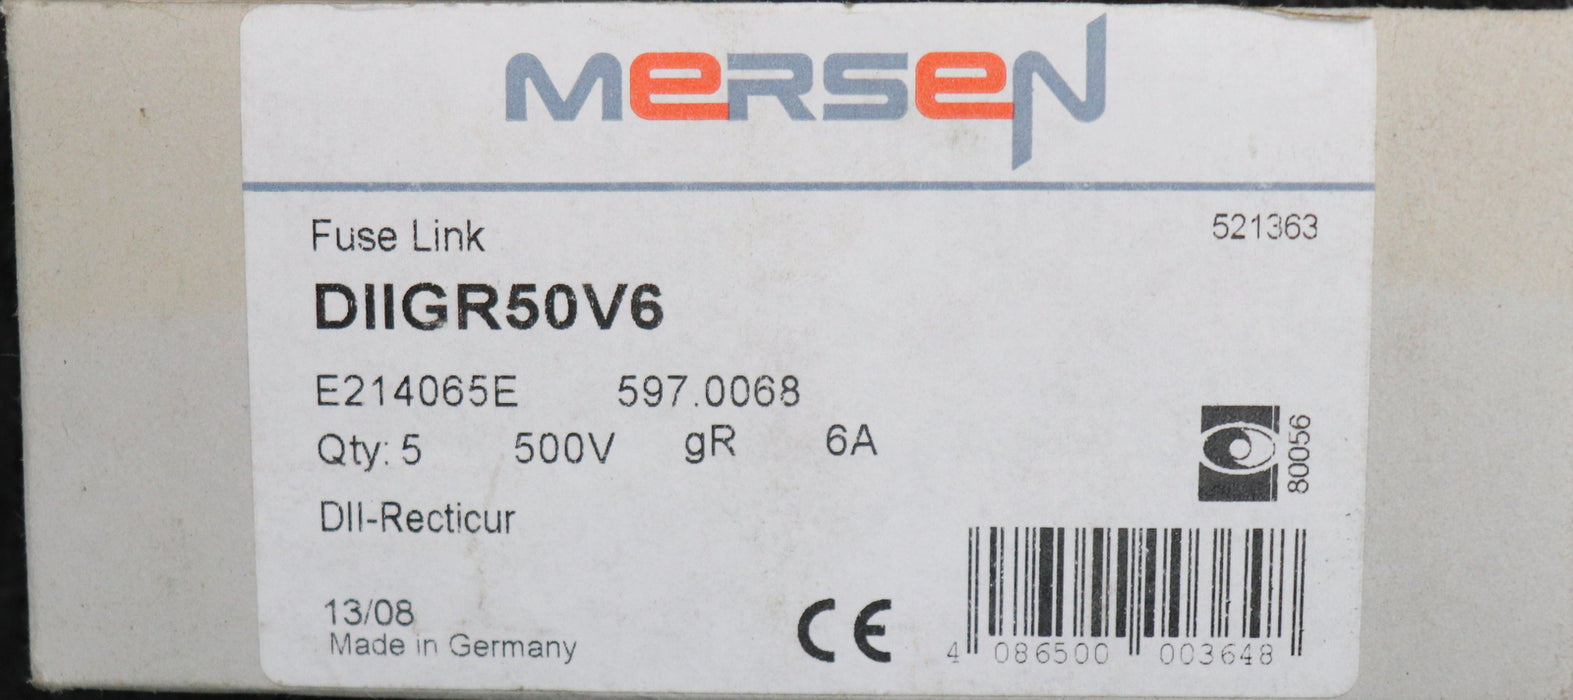 MERSEN
Fuse Link 521363
DIIGR50V6
E214065E 597.0068
Qty: 5 500V gR 6A
80056
DII-Recticur
13/08
Made in Germany
CE
4 086500 003648